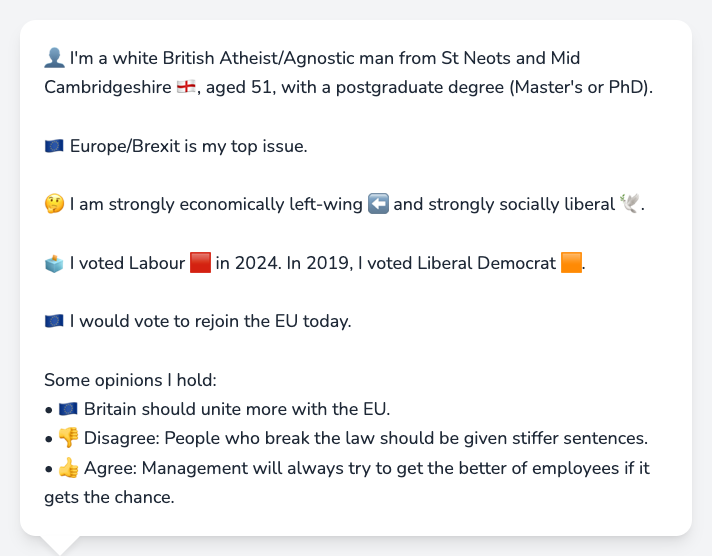 👤 I'm a white British Atheist/Agnostic man from St Neots and Mid
Cambridgeshire 🏴󠁧󠁢󠁥󠁮󠁧󠁿, aged 51, with a postgraduate degree (Master's or PhD).
🇪🇺 Europe/Brexit is my top issue.
🤔 I am strongly economically left-wing ⬅️ and strongly socially liberal 🕊️.
🗳️ I voted Labour 🟥 in 2024. In 2019, I voted Liberal Democrat 🟧.
🇪🇺 I would vote to rejoin the EU today.
Some opinions I hold:
• 🇪🇺 Britain should unite more with the EU.
• 👎 Disagree: People who break the law should be given stiffer sentences.
• 👍 Agree: Management will always try to get the better of employees if it
gets the chance.